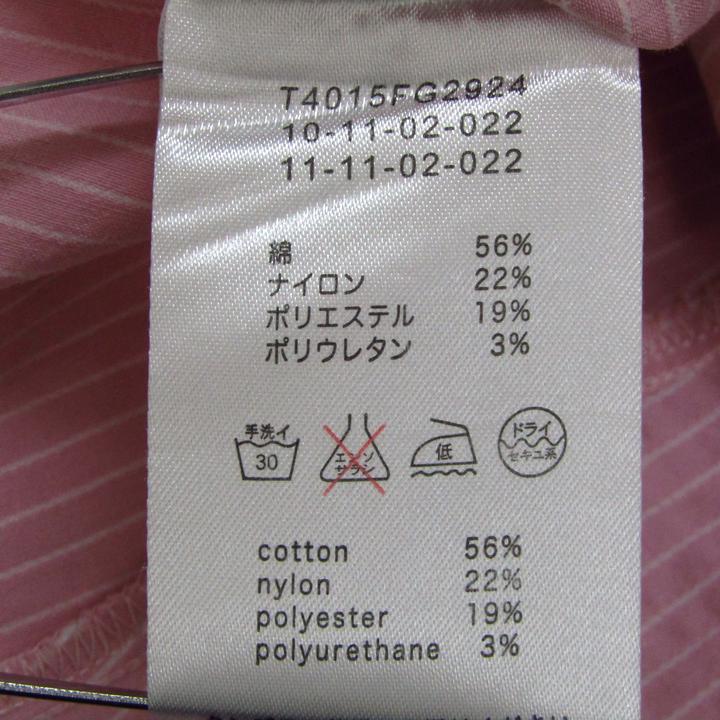 T4015FG2924
10-11-02-022
11-11-02-022
綿 56%
ナイロン 22%
ポリエステル 19%
ポリウレタン 3%
手洗イ
30
エンソ
サラシ
低
ドライ
セキユ系
cotton 56%
nylon 22%
polyester 19%
polyurethane 3%